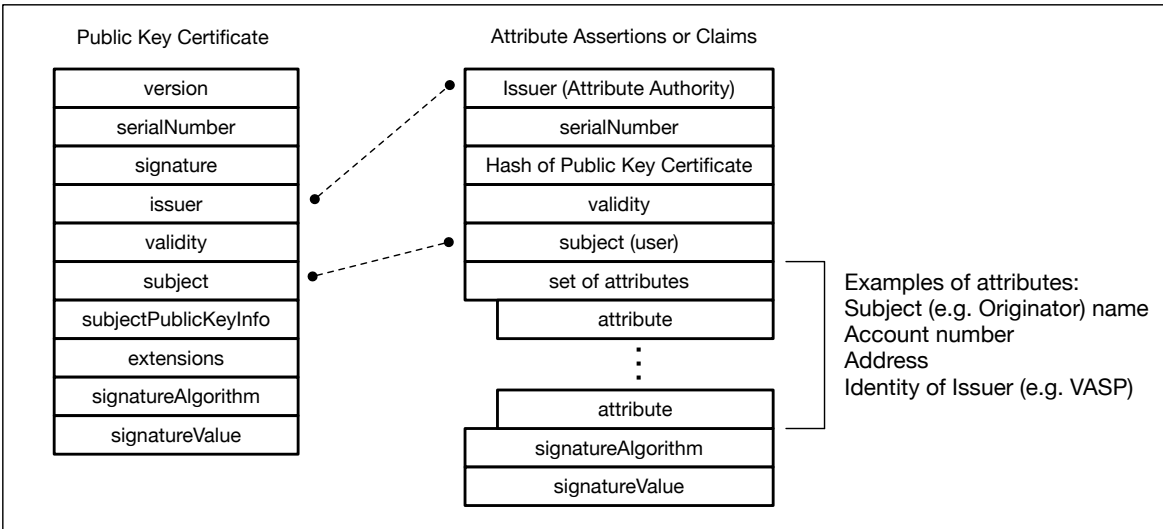 Public Key Certificate
version
serialNumber
signature
issuer
validity
subject
subjectPublicKeyInfo
extensions
signatureAlgorithm
signatureValue
Attribute Assertions or Claims
Issuer (Attribute Authority)
serialNumber
Hash of Public Key Certificate
validity
subject (user)
set of attributes
attribute
attribute
signatureAlgorithm
signatureValue
Examples of attributes:
Subject (e.g. Originator) name
Account number
Address
Identity of Issuer (e.g. VASP)